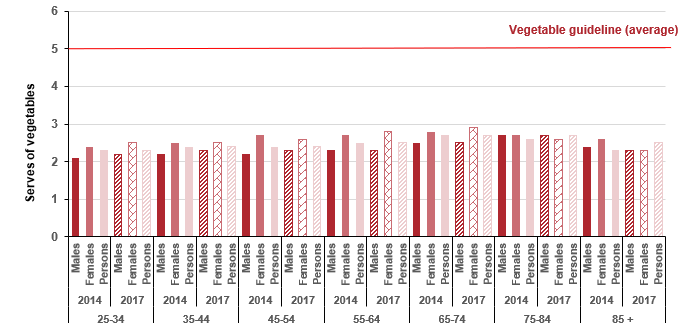 6
Vegetable guideline (average)
5
4
3
2
1
0
Serves of vegetables
Males Females Persons Males Females Persons Males Females Persons Males Females Persons Males Females Persons Males Females Persons Males Females Persons Males Females Persons Males Females Persons Males Females Persons Males Females Persons Males Females Persons Males Females Persons Males Females Persons
2014 2017 2014 2017 2014 2017 2014 2017 2014 2017 2014 2017 2014 2017
25-34 35-44 45-54 55-64 65-74 75-84 85 +